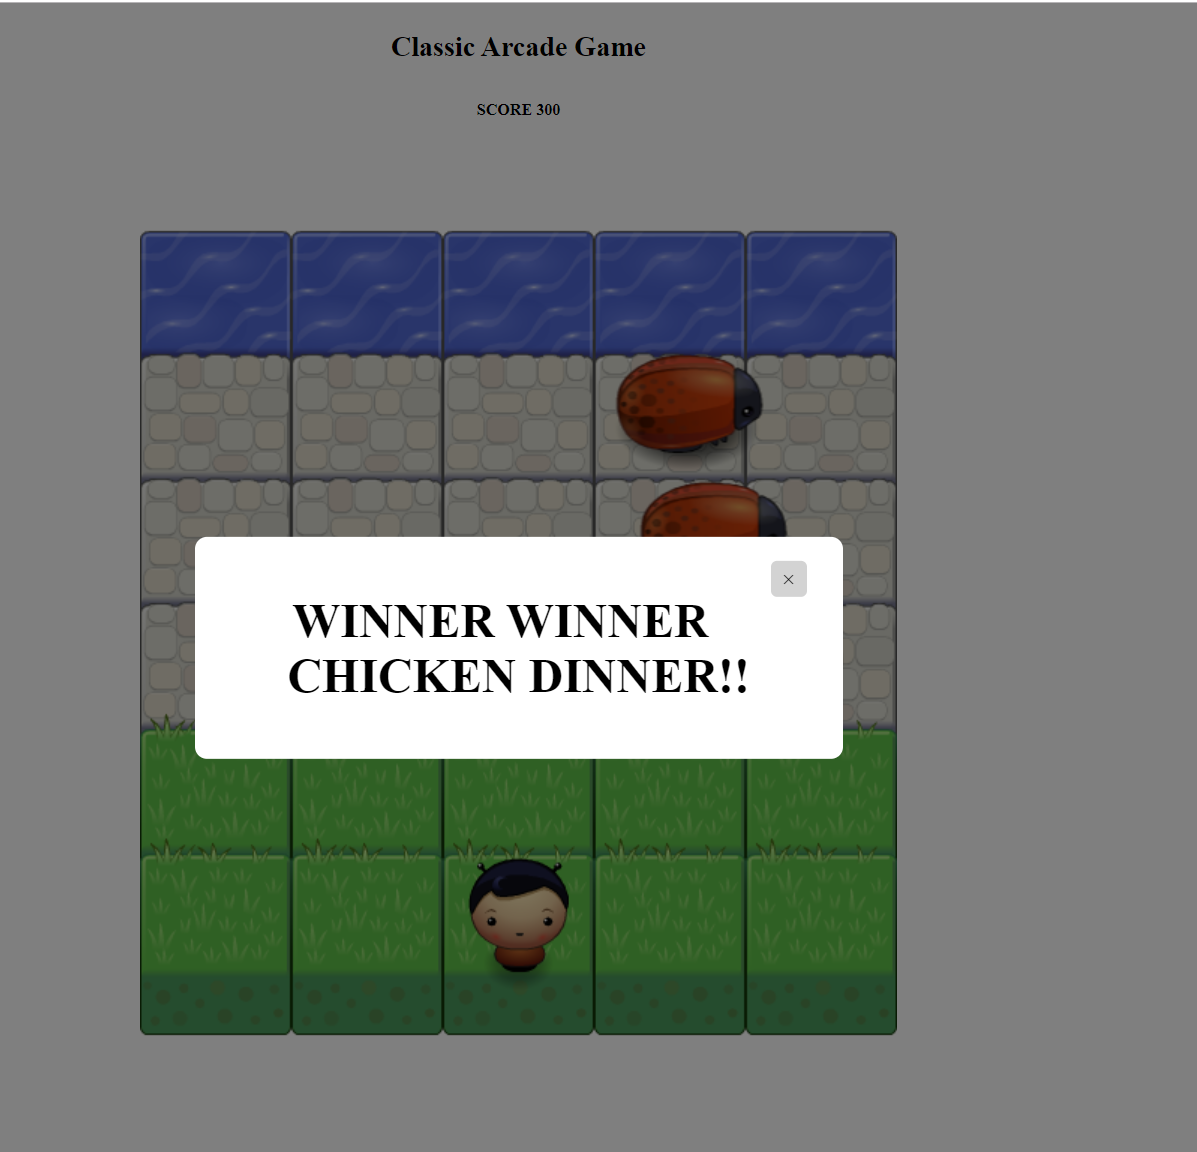 Classic Arcade Game
SCORE 300
×
WINNER WINNER
CHICKEN DINNER!!